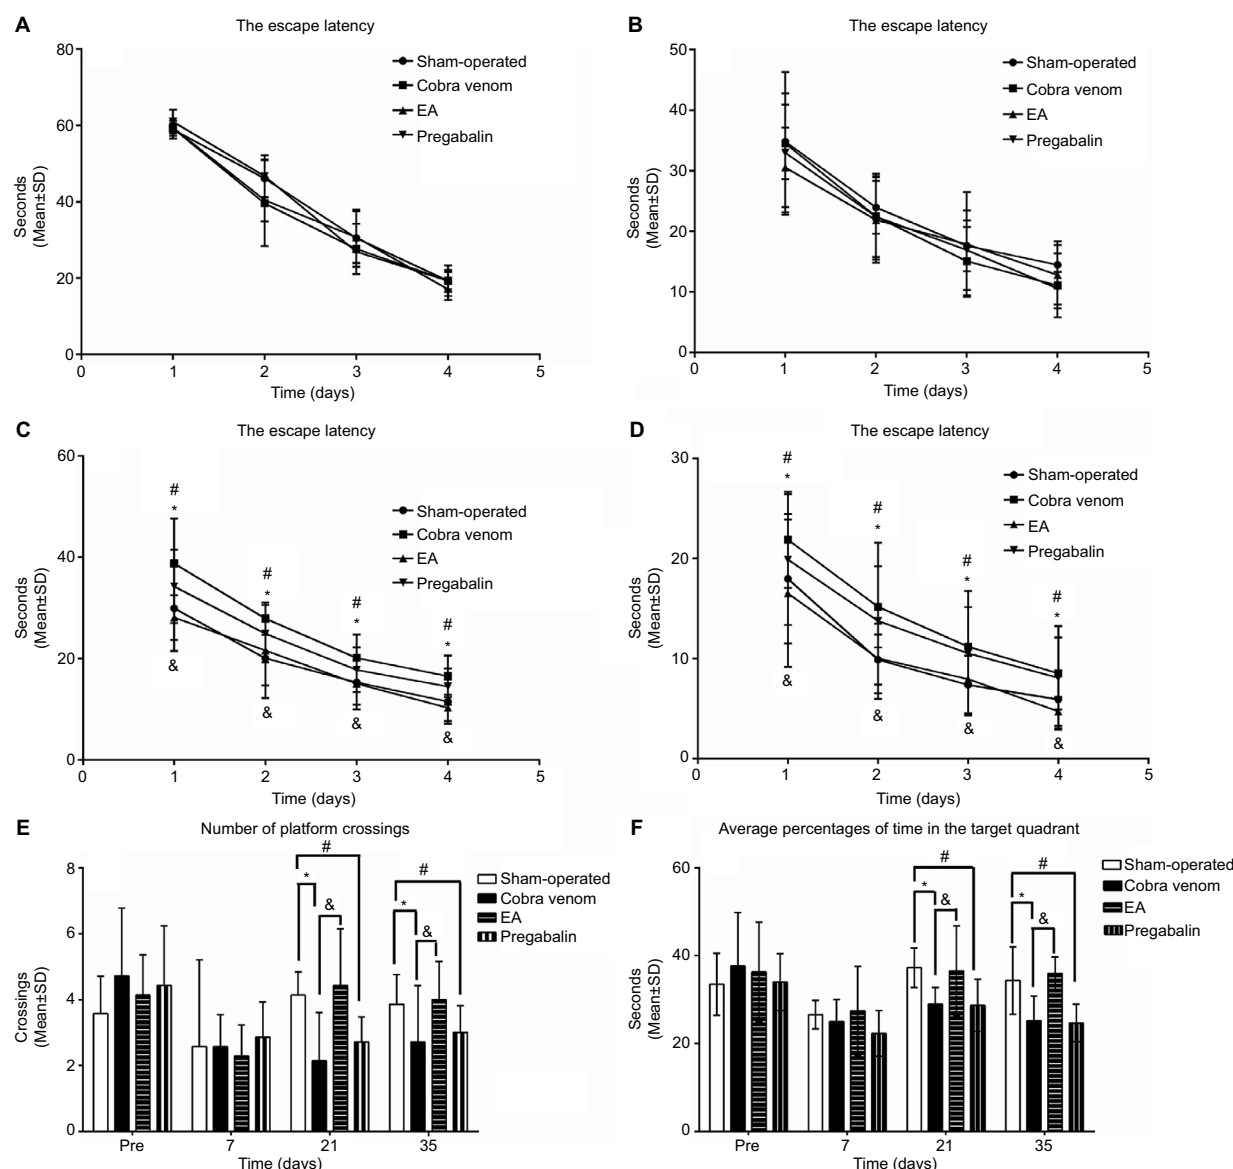 A
The escape latency
80
60
40
20
0
Seconds
(Mean±SD)
Sham-operated
Cobra venom
EA
Pregabalin
0 1 2 3 4 5
Time (days)
B
The escape latency
50
40
30
20
10
0
Seconds
(Mean±SD)
Sham-operated
Cobra venom
EA
Pregabalin
0 1 2 3 4 5
Time (days)
C
The escape latency
60
40
20
0
Seconds
(Mean±SD)
Sham-operated
Cobra venom
EA
Pregabalin
# # # #
* * * *
& & & &
0 1 2 3 4 5
Time (days)
D
The escape latency
30
20
10
0
Seconds
(Mean±SD)
Sham-operated
Cobra venom
EA
Pregabalin
# # # #
* * * *
& & & &
0 1 2 3 4 5
Time (days)
E
Number of platform crossings
8
6
4
2
0
Crossings
(Mean±SD)
Sham-operated
Cobra venom
EA
Pregabalin
# #
* *
& &
Pre 7 21 35
Time (days)
F
Average percentages of time in the target quadrant
60
40
20
0
Seconds
(Mean±SD)
Sham-operated
Cobra venom
EA
Pregabalin
# #
* *
& &
Pre 7 21 35
Time (days)